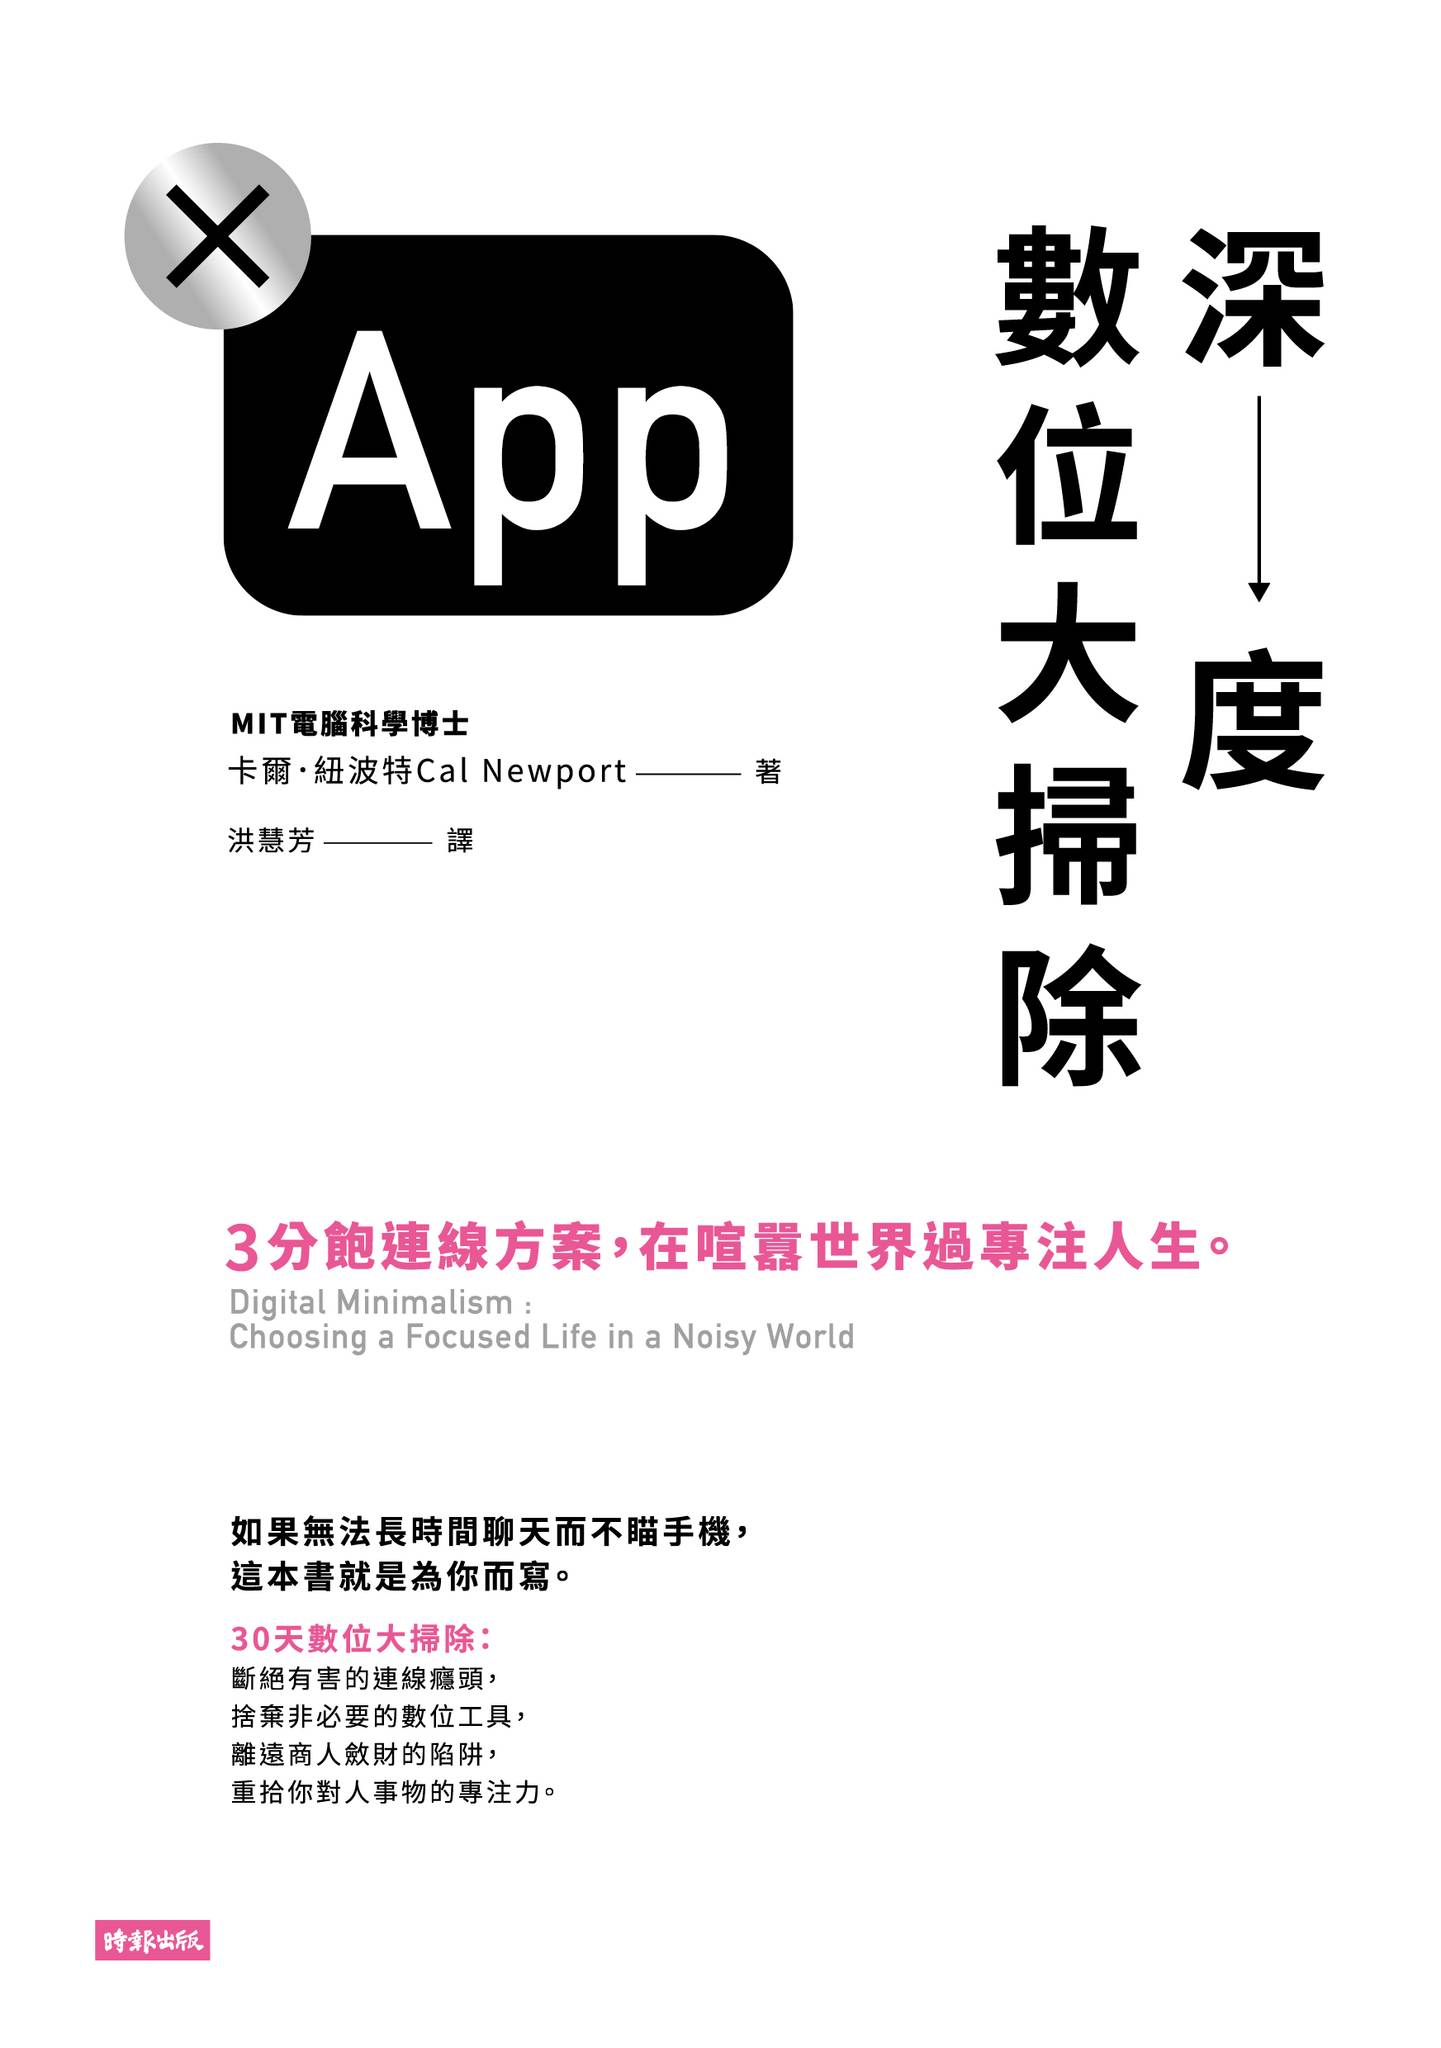 深度
數位大掃除
App
MIT電腦科學博士
卡爾·紐波特Cal Newport 著
洪慧芳 譯
3分飽連線方案,在喧囂世界過專注人生。
Digital Minimalism :
Choosing a Focused Life in a Noisy World
如果無法長時間聊天而不瞄手機,
這本書就是為你而寫。
30天數位大掃除:
斷絕有害的連線癮頭,
捨棄非必要的數位工具,
離遠商人斂財的陷阱,
重拾你對人事物的專注力。
時報出版